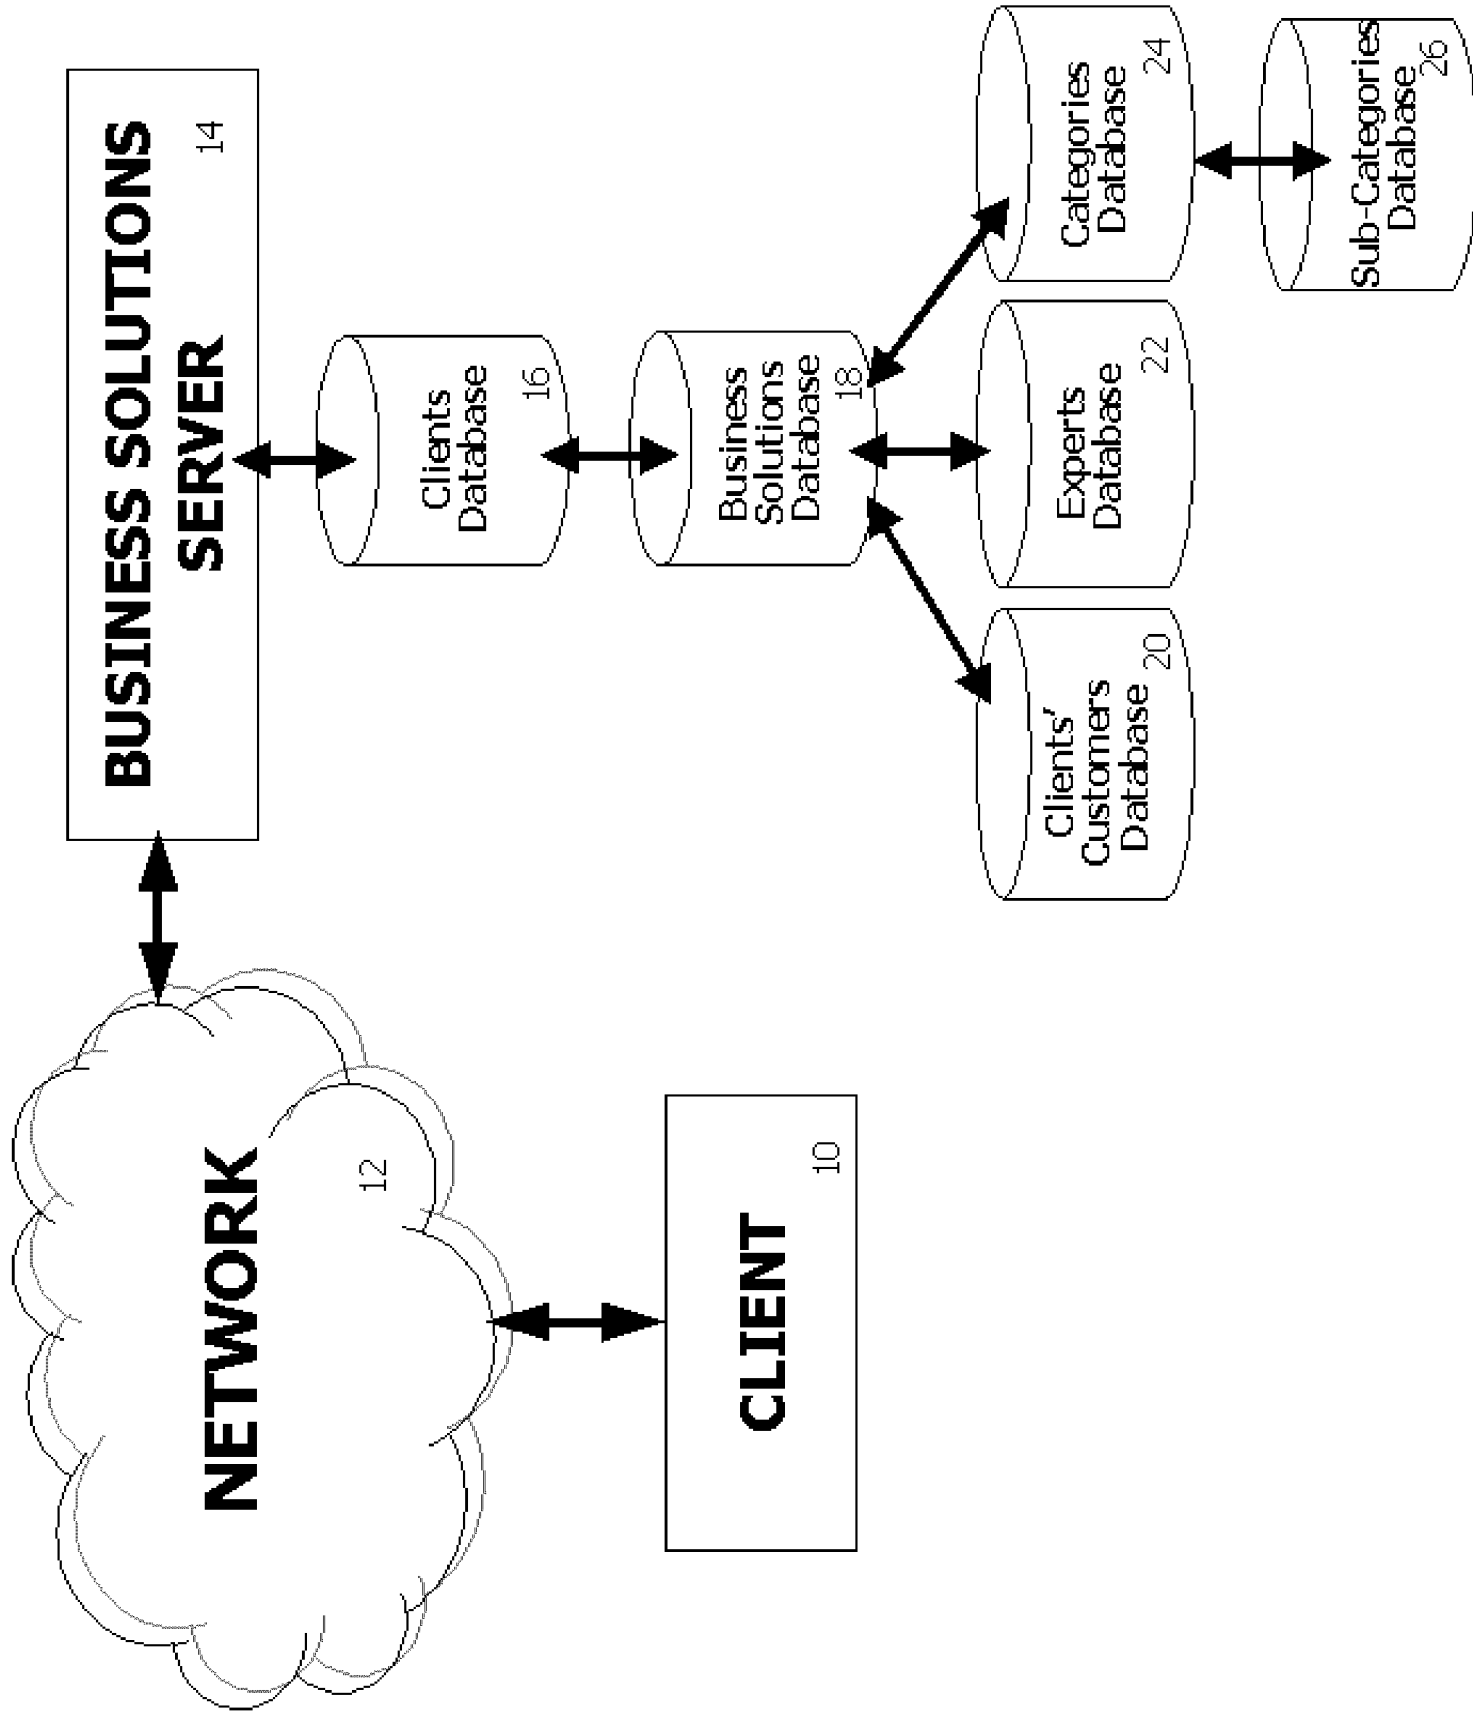 NETWORK
12
CLIENT
10
BUSINESS SOLUTIONS
SERVER
14
Clients
Database
16
Business
Solutions
Database
18
Clients’
Customers
Database
20
Experts
Database
22
Categories
Database
24
Sub-Categories
Database
26